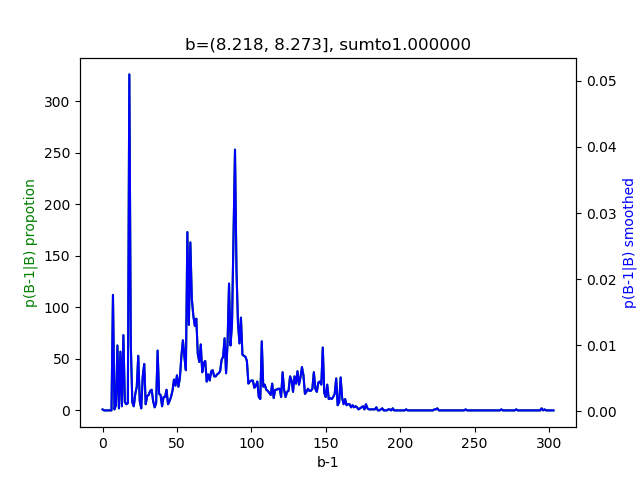 b=(8.218, 8.273], sumto1.000000
300
250
200
150
100
50
0
p(B-1|B) propotion
0.05
0.04
0.03
0.02
0.01
0.00
p(B-1|B) smoothed
0 50 100 150 200 250 300
b-1